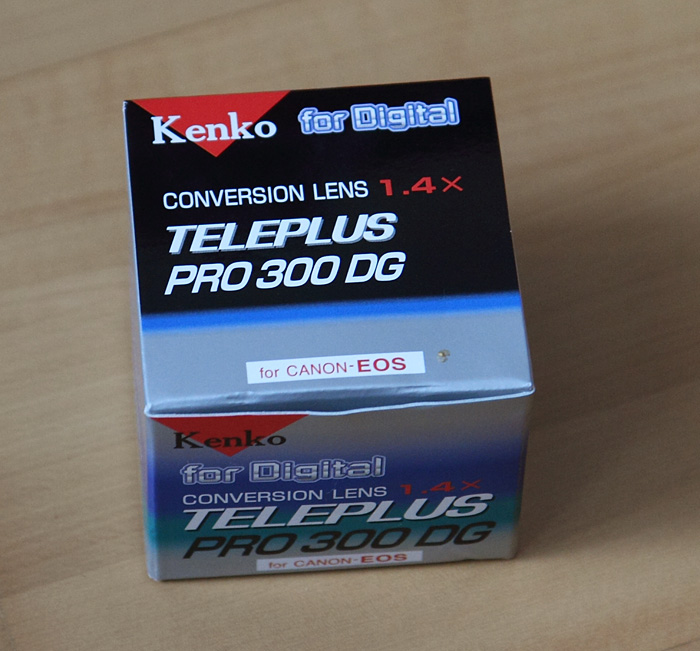 Kenko for Digital
CONVERSION LENS 1.4×
TELEPLUS
PRO 300 DG
for CANON-EOS
Kenko
for Digital
CONVERSION LENS 1.4×
TELEPLUS
PRO 300 DG
for CANON-EOS